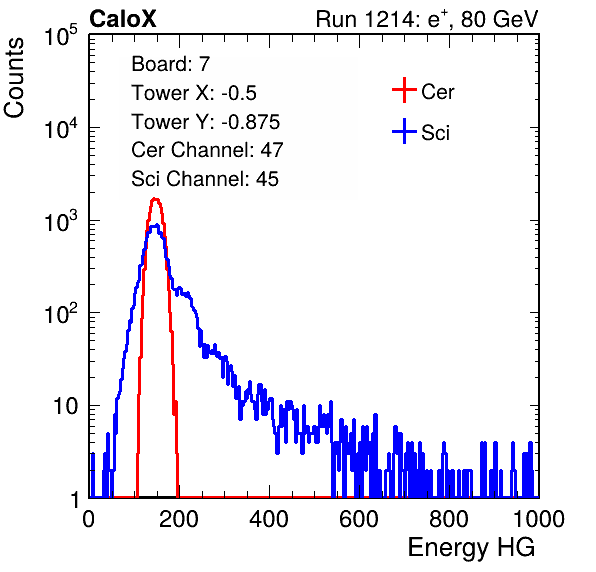 CaloX Run 1214: e⁺, 80 GeV
Counts
Board: 7
Tower X: -0.5
Tower Y: -0.875
Cer Channel: 47
Sci Channel: 45
Cer
Sci
10⁵
10⁴
10³
10²
10
1
0 200 400 600 800 1000
Energy HG